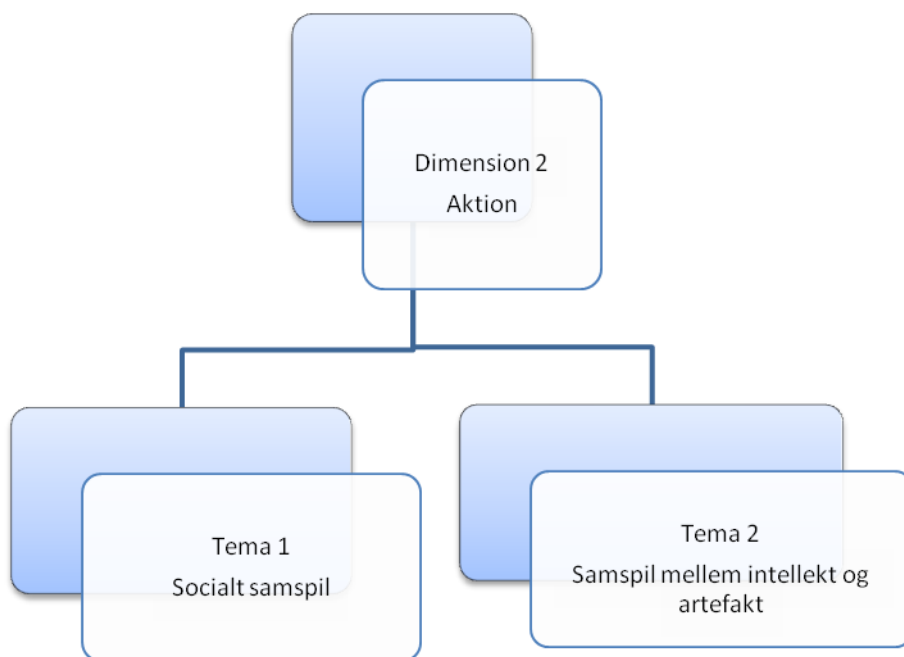 Dimension 2
Aktion
Tema 1
Socialt samspil
Tema 2
Samspil mellem intellekt og
artefakt